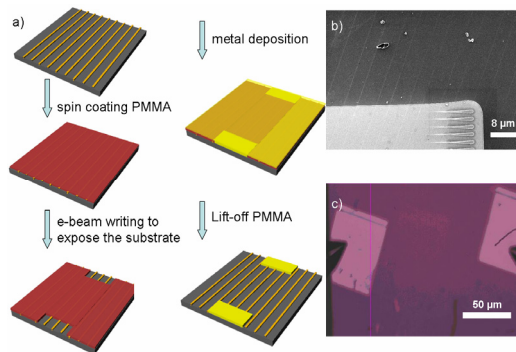 a)
spin coating PMMA
e-beam writing to
expose the substrate
metal deposition
Lift-off PMMA
b)
8 µm
c)
50 µm